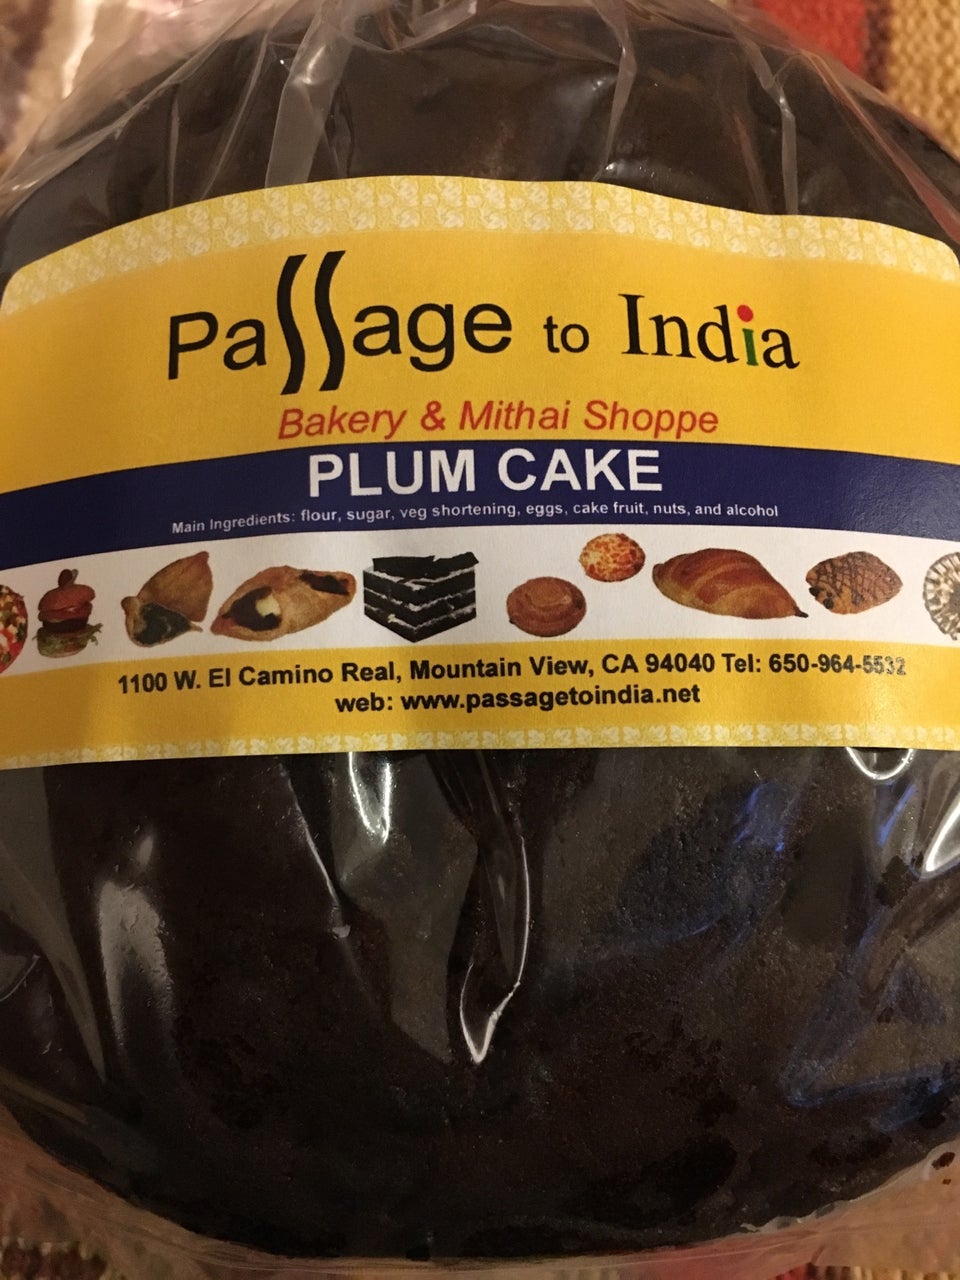 Passage to India
Bakery & Mithai Shoppe
PLUM CAKE
Main Ingredients: flour, sugar, veg shortening, eggs, cake fruit, nuts, and alcohol
1100 W. El Camino Real, Mountain View, CA 94040 Tel: 650-964-5532
web: www.passagetoindia.net